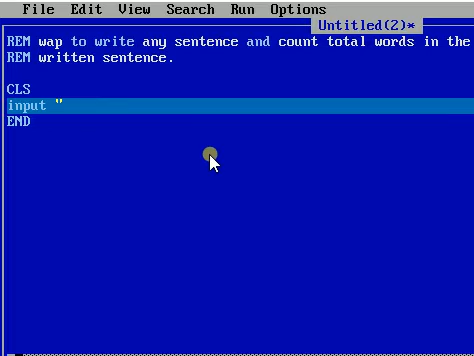 File Edit View Search Run Options
Untitled(2)*
REM wap to write any sentence and count total words in the
REM written sentence.
CLS
input "
END